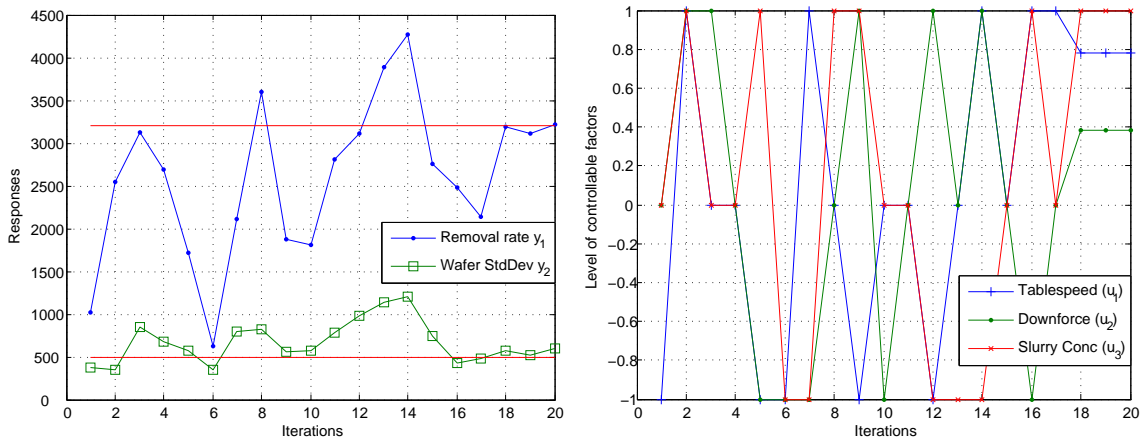 4500
4000
3500
3000
2500
2000
1500
1000
500
0
Responses
Removal rate y1
Wafer StdDev y2
0 2 4 6 8 10 12 14 16 18 20
Iterations
1
0.8
0.6
0.4
0.2
0
−0.2
−0.4
−0.6
−0.8
−1
Level of controllable factors
Tablespeed (u1)
Downforce (u2)
Slurry Conc (u3)
0 2 4 6 8 10 12 14 16 18 20
Iterations